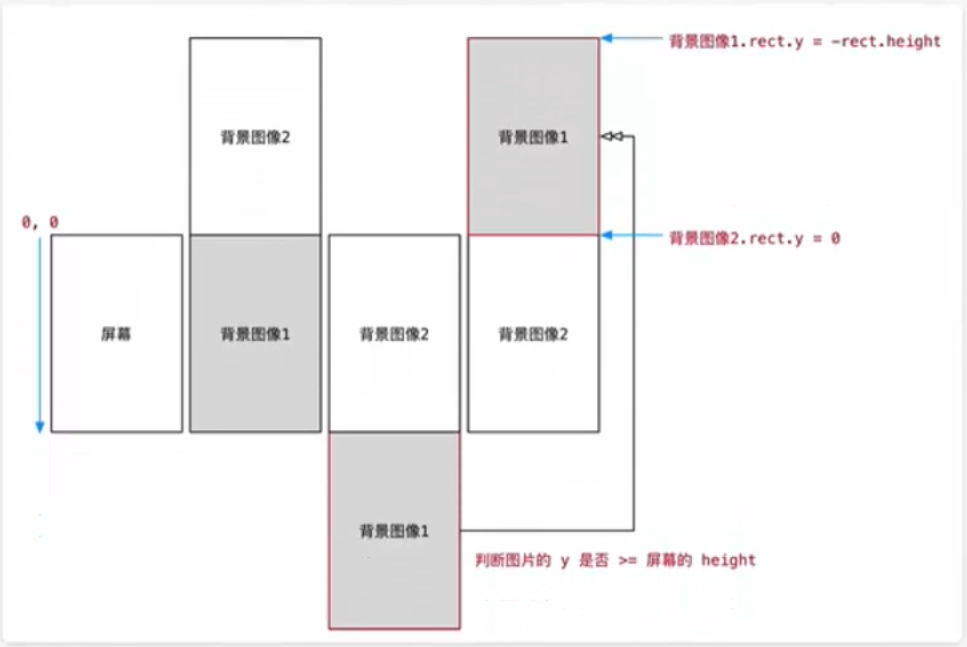 背景图像1.rect.y = -rect.height
背景图像2
背景图像1
0, 0
背景图像2.rect.y = 0
屏幕
背景图像1
背景图像2
背景图像2
背景图像1
判断图片的 y 是否 >= 屏幕的 height